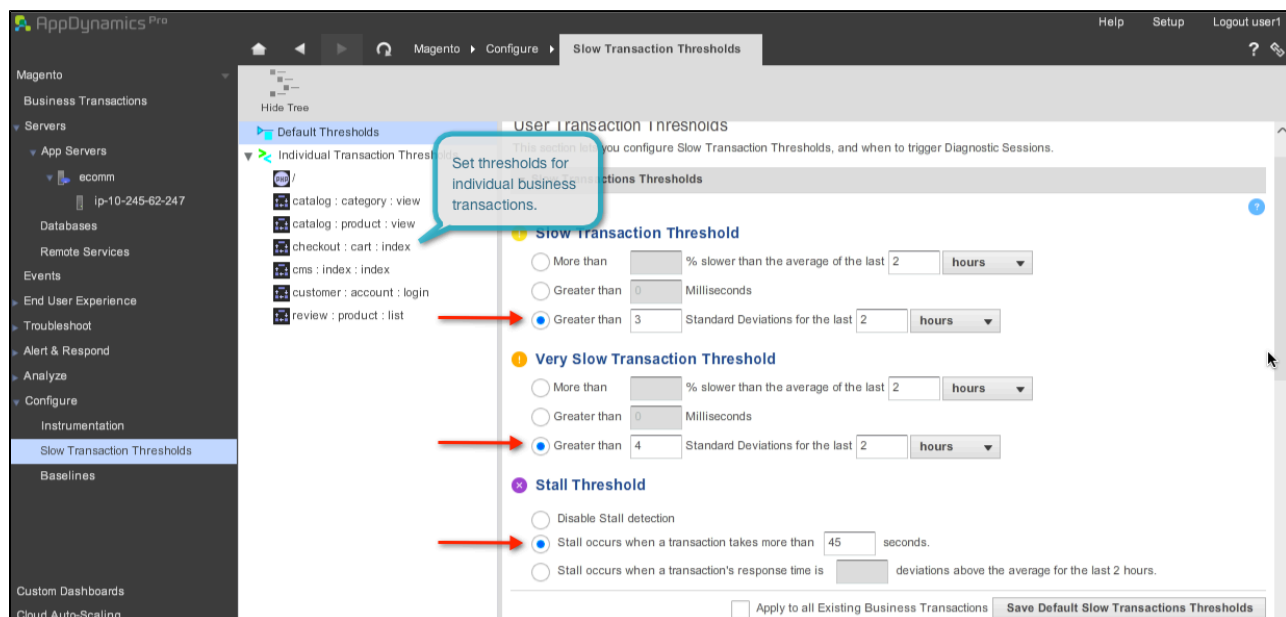 AppDynamics Pro
Help Setup Logout user1
Magento Configure Slow Transaction Thresholds ?
Magento
Business Transactions
Servers
App Servers
ecomm
ip-10-245-62-247
Databases
Remote Services
Events
End User Experience
Troubleshoot
Alert & Respond
Analyze
Configure
Instrumentation
Slow Transaction Thresholds
Baselines
Custom Dashboards
Cloud Auto-Scaling
Hide Tree
Default Thresholds
Individual Transaction Thresholds
php /
catalog : category : view
catalog : product : view
checkout : cart : index
cms : index : index
customer : account : login
review : product : list
Set thresholds for
individual business
transactions.
User Transaction Thresholds
This section lets you configure Slow Transaction Thresholds, and when to trigger Diagnostic Sessions.
Transactions Thresholds
?
! Slow Transaction Threshold
More than % slower than the average of the last 2 hours
Greater than 0 Milliseconds
Greater than 3 Standard Deviations for the last 2 hours
! Very Slow Transaction Threshold
More than % slower than the average of the last 2 hours
Greater than 0 Milliseconds
Greater than 4 Standard Deviations for the last 2 hours
Stall Threshold
Disable Stall detection
Stall occurs when a transaction takes more than 45 seconds.
Stall occurs when a transaction's response time is deviations above the average for the last 2 hours.
Apply to all Existing Business Transactions Save Default Slow Transactions Thresholds